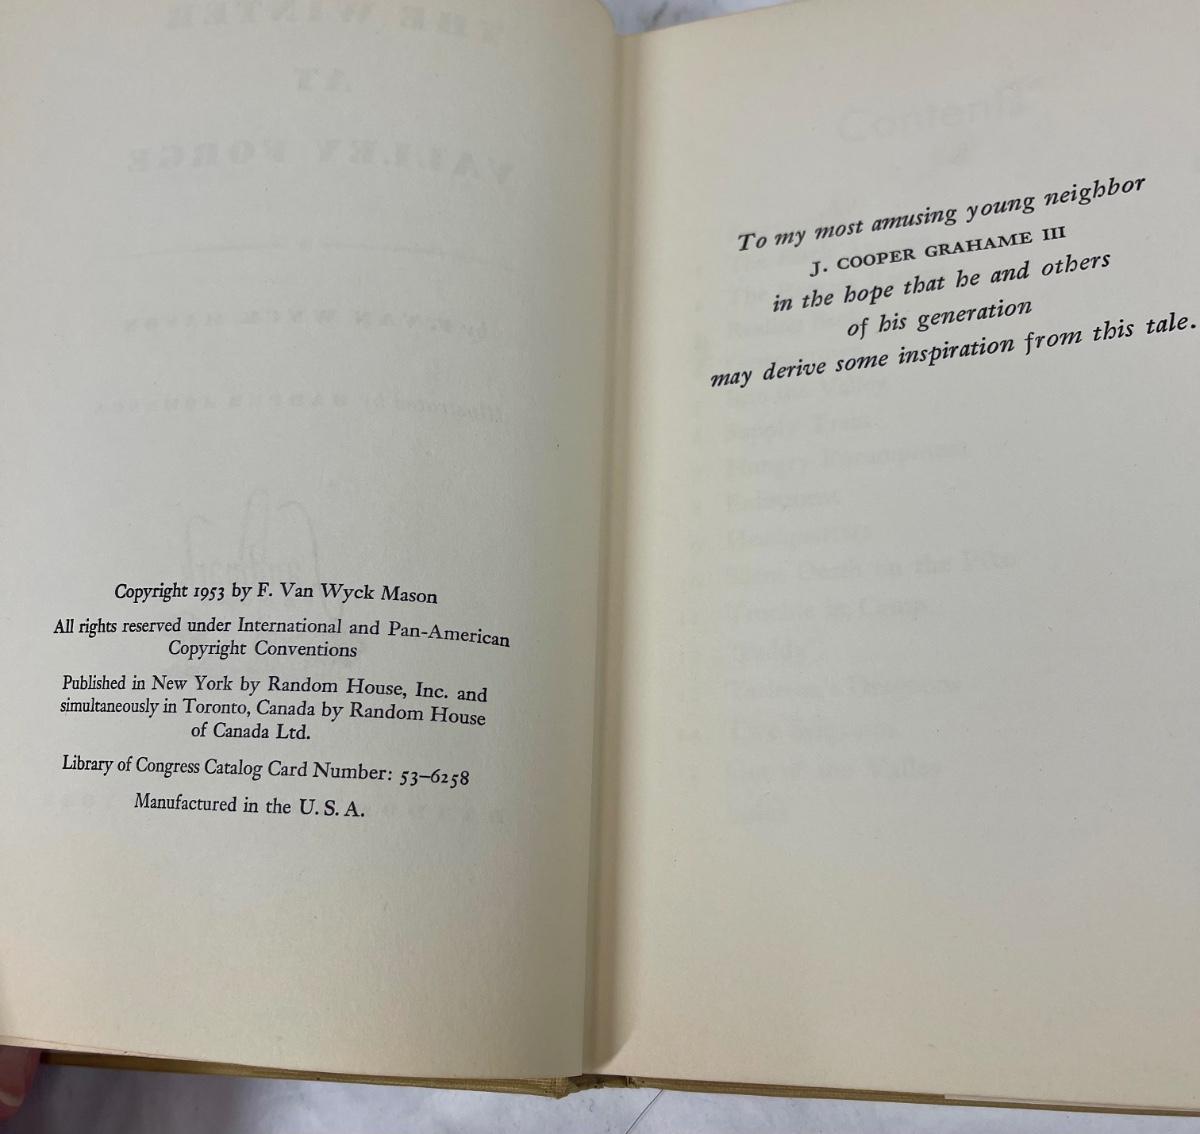 Copyright 1953 by F. Van Wyck Mason
All rights reserved under International and Pan-American
Copyright Conventions
Published in New York by Random House, Inc. and
simultaneously in Toronto, Canada by Random House
of Canada Ltd.
Library of Congress Catalog Card Number: 53–6258
Manufactured in the U. S. A.
To my most amusing young neighbor
J. COOPER GRAHAME III
in the hope that he and others
of his generation
may derive some inspiration from this tale.